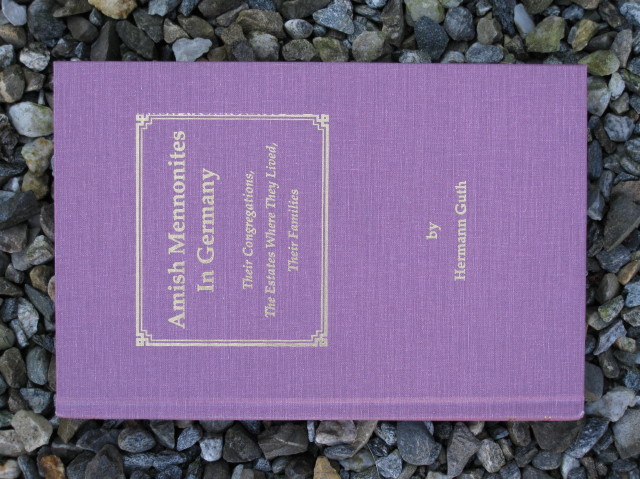 Amish Mennonites
In Germany
Their Congregations,
The Estates Where They Lived,
Their Families
by
Hermann Guth